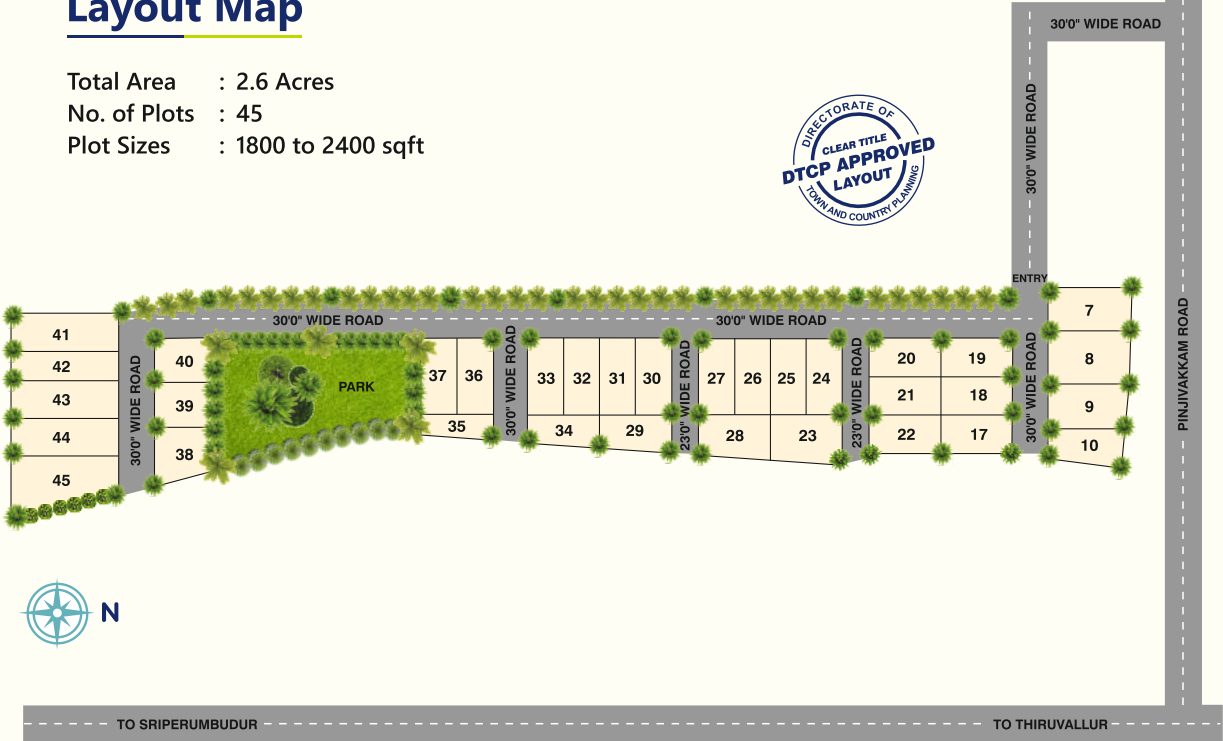 Layout Map
Total Area : 2.6 Acres
No. of Plots : 45
Plot Sizes : 1800 to 2400 sqft
30'0" WIDE ROAD
30'0" WIDE ROAD
DIRECTORATE OF
CLEAR TITLE
DTCP APPROVED
LAYOUT
TOWN AND COUNTRY PLANNING
ENTRY
PINJIVAKKAM ROAD
30'0" WIDE ROAD
30'0" WIDE ROAD
41
42
43
44
45
30'0" WIDE ROAD
40
39
38
PARK
37
36
35
30'0" WIDE ROAD
33
32
31
30
34
29
23'0" WIDE ROAD
27
26
25
24
28
23
23'0" WIDE ROAD
20
19
21
18
22
17
30'0" WIDE ROAD
7
8
9
10
N
TO SRIPERUMBUDUR
TO THIRUVALLUR